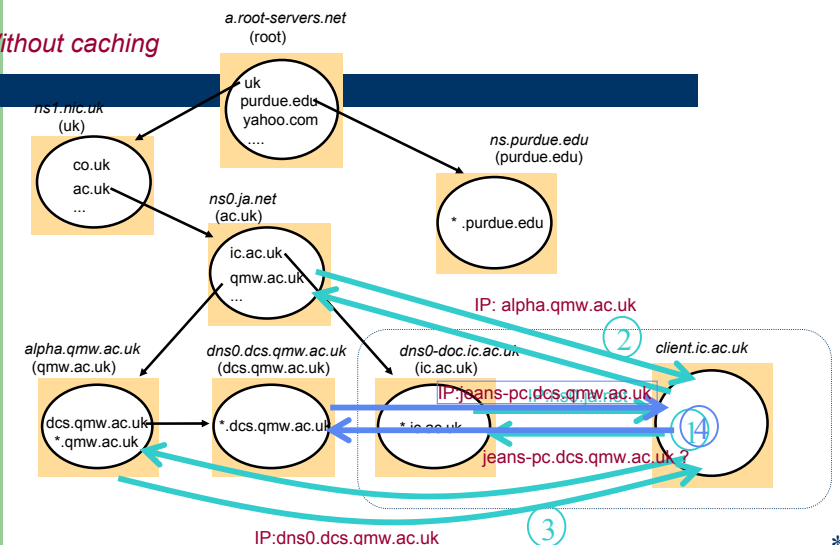 Without caching
a.root-servers.net
(root)
uk
purdue.edu
yahoo.com
....
ns1.nic.uk
(uk)
co.uk
ac.uk
...
ns.purdue.edu
(purdue.edu)
* .purdue.edu
ns0.ja.net
(ac.uk)
ic.ac.uk
qmw.ac.uk
...
IP: alpha.qmw.ac.uk
2
alpha.qmw.ac.uk
(qmw.ac.uk)
dns0.dcs.qmw.ac.uk
(dcs.qmw.ac.uk)
dns0-doc.ic.ac.uk
(ic.ac.uk)
client.ic.ac.uk
IP:jeans-pc.dcs.qmw.ac.uk
IP:ns0.ja.net
dcs.qmw.ac.uk
*.qmw.ac.uk
*.dcs.qmw.ac.uk
*.ic.ac.uk
1
4
jeans-pc.dcs.qmw.ac.uk ?
3
IP:dns0.dcs.qmw.ac.uk
*